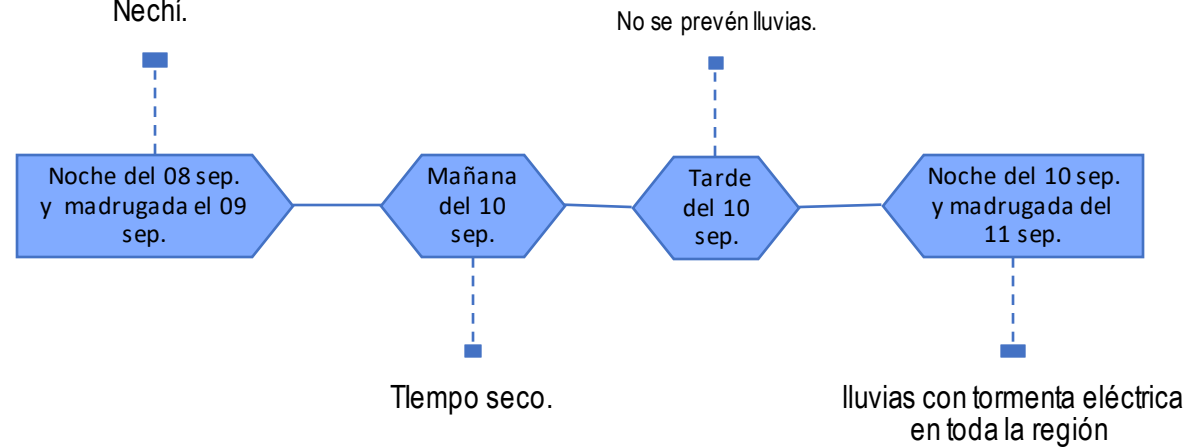 Nechí.
No se prevén lluvias.
Noche del 08 sep.
y madrugada el 09
sep.
Mañana
del 10
sep.
Tarde
del 10
sep.
Noche del 10 sep.
y madrugada del
11 sep.
TIempo seco.
lluvias con tormenta eléctrica
en toda la región